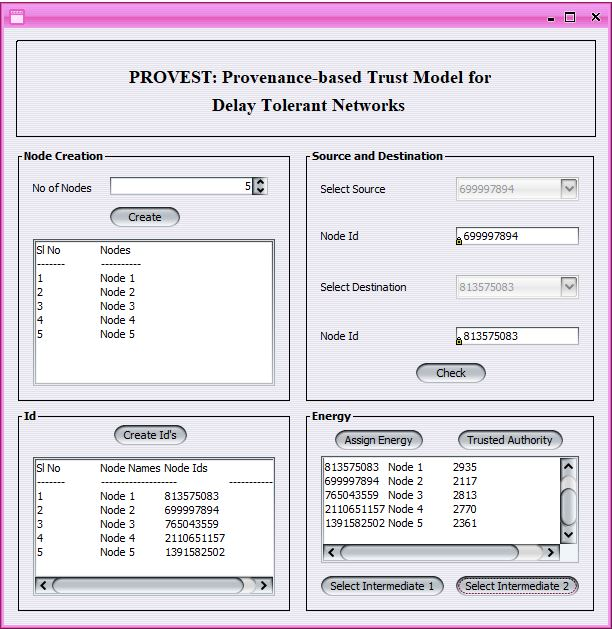 PROVEST: Provenance-based Trust Model for
Delay Tolerant Networks
Node Creation
No of Nodes 5
Create
Sl No Nodes
------- ----------
1 Node 1
2 Node 2
3 Node 3
4 Node 4
5 Node 5
Source and Destination
Select Source 699997894
Node Id 699997894
Select Destination 813575083
Node Id 813575083
Check
Id
Create Id's
Sl No Node Names Node Ids
------- ------------------- -----------
1 Node 1 813575083
2 Node 2 699997894
3 Node 3 765043559
4 Node 4 2110651157
5 Node 5 1391582502
Energy
Assign Energy Trusted Authority
813575083 Node 1 2935
699997894 Node 2 2117
765043559 Node 3 2813
2110651157 Node 4 2770
1391582502 Node 5 2361
Select Intermediate 1 Select Intermediate 2